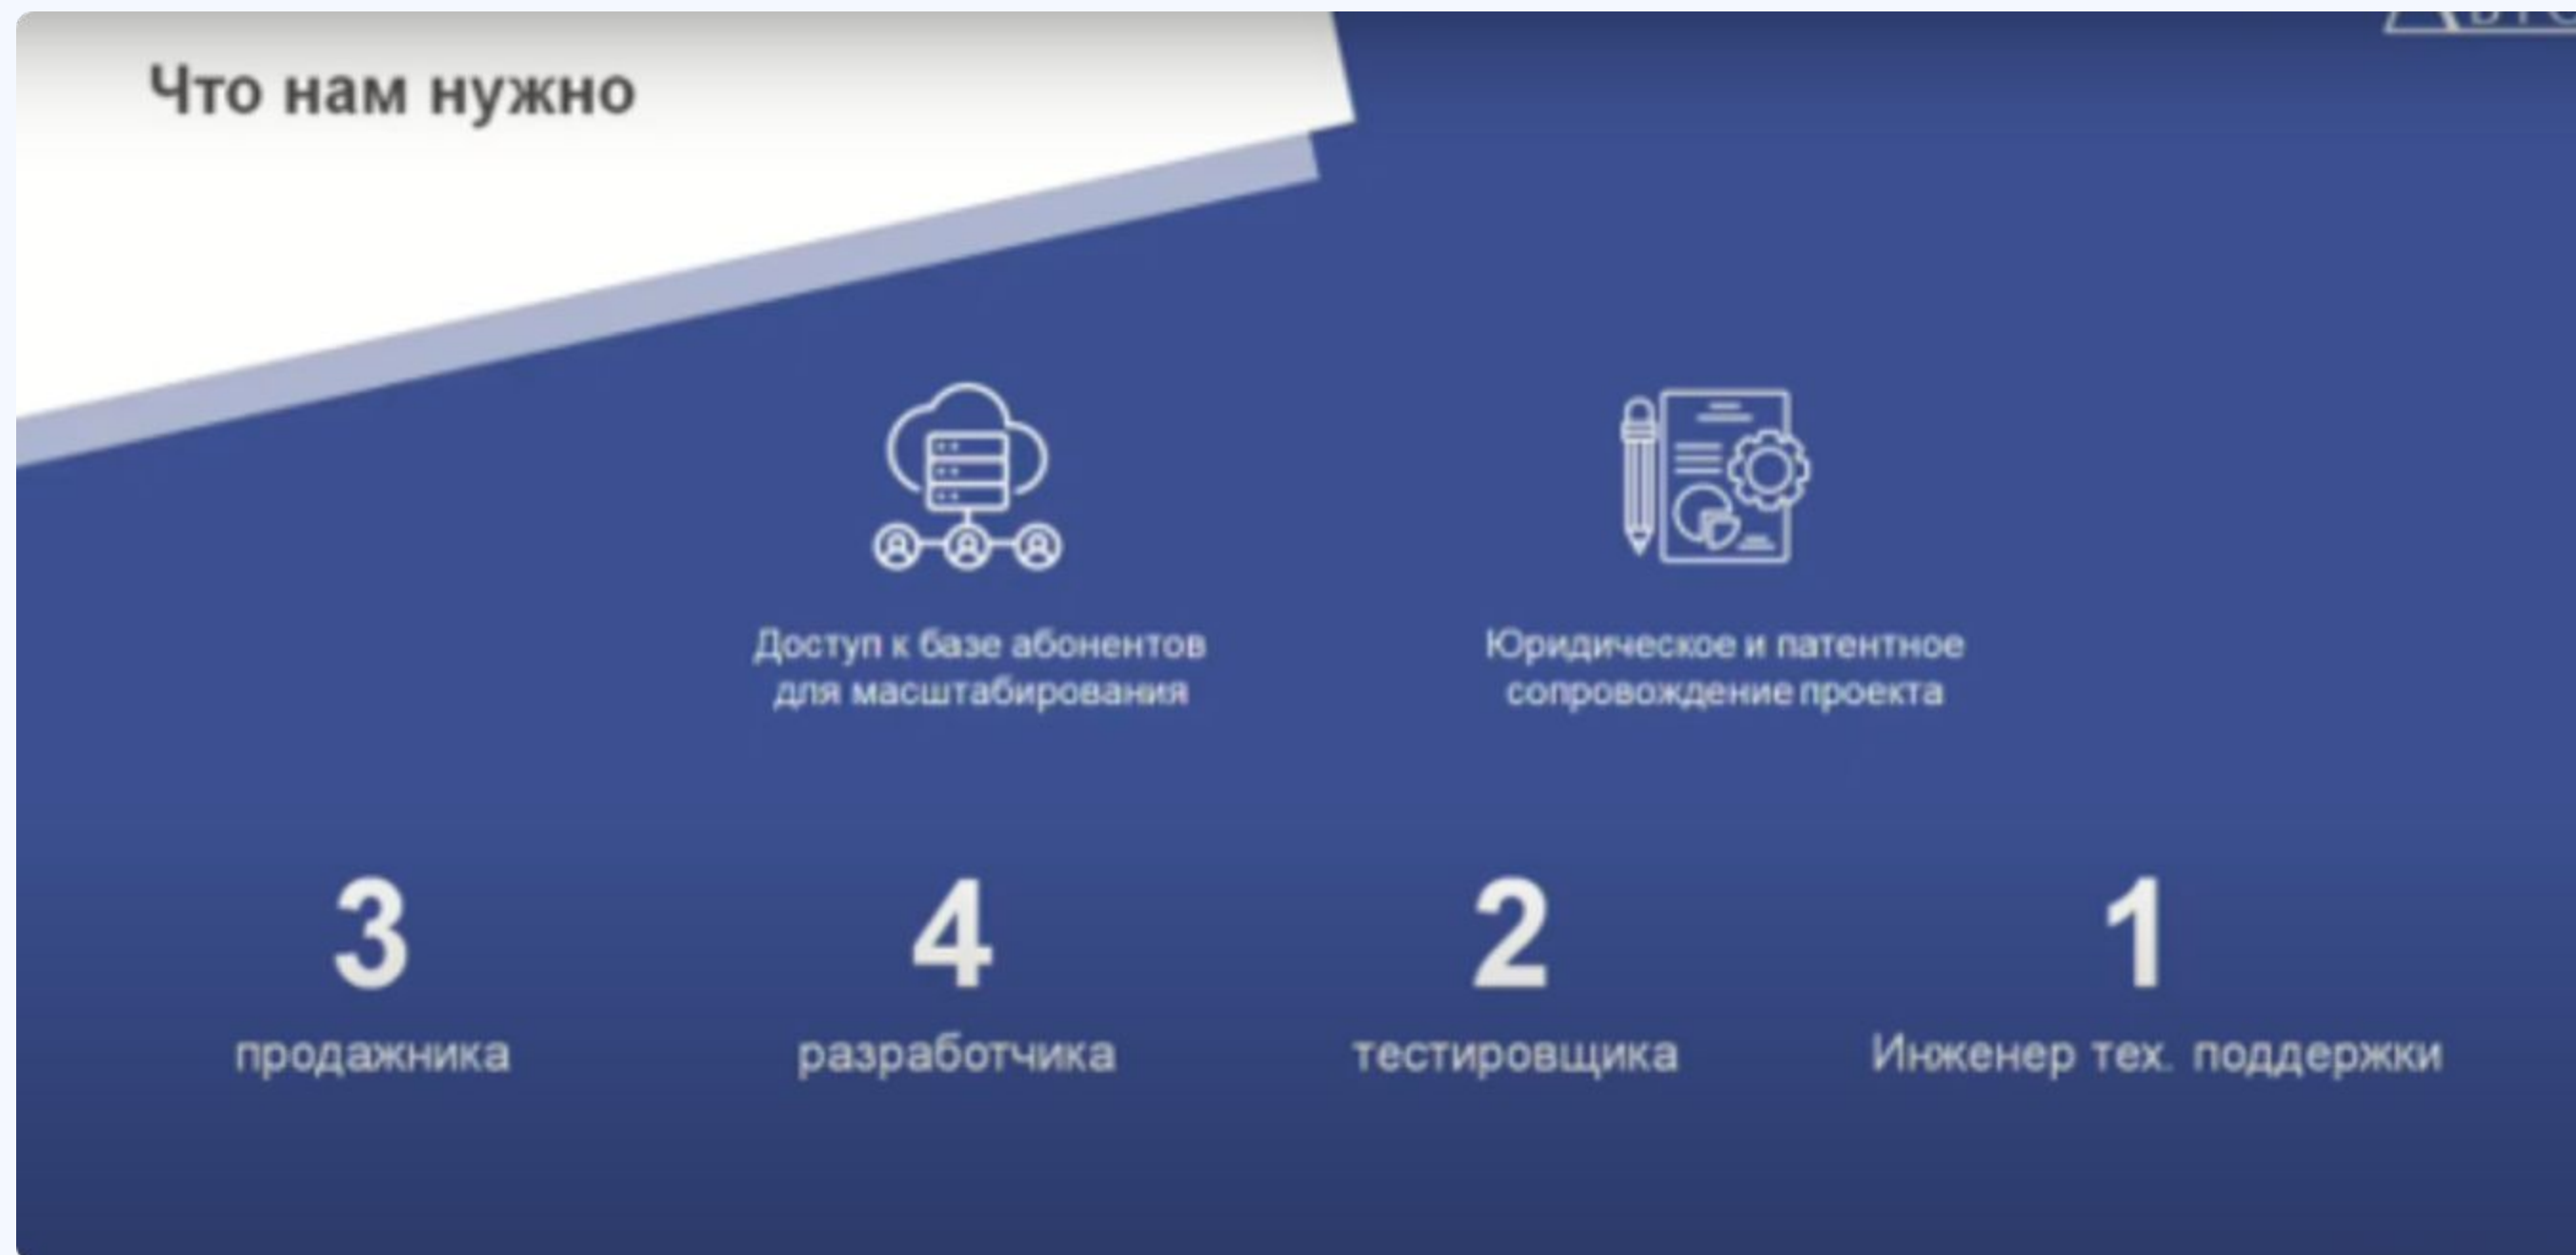 Что нам нужно
Доступ к базе абонентов
для масштабирования
Юридическое и патентное
сопровождение проекта
3
продажника
4
разработчика
2
тестировщика
1
Инженер тех. поддержки